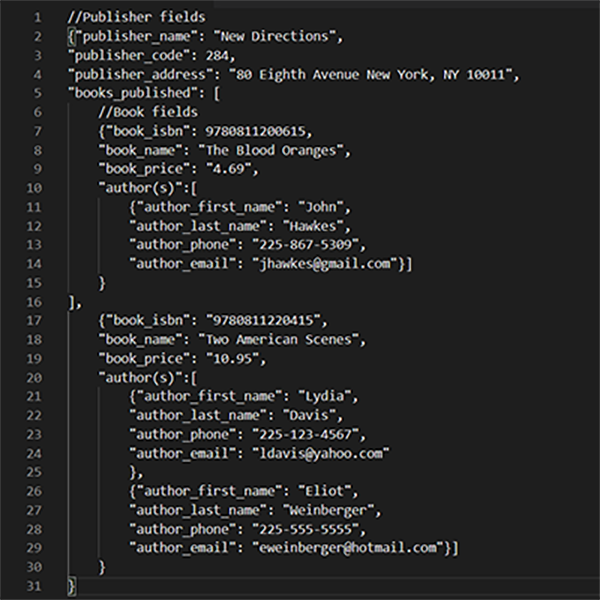 1 //Publisher fields
2 {"publisher_name": "New Directions",
3 "publisher_code": 284,
4 "publisher_address": "80 Eighth Avenue New York, NY 10011",
5 "books_published": [
6 //Book fields
7 {"book_isbn": 9780811200615,
8 "book_name": "The Blood Oranges",
9 "book_price": "4.69",
10 "author(s)":[
11 {"author_first_name": "John",
12 "author_last_name": "Hawkes",
13 "author_phone": "225-867-5309",
14 "author_email": "jhawkes@gmail.com"}]
15 }
16 ],
17 {"book_isbn": "9780811220415",
18 "book_name": "Two American Scenes",
19 "book_price": "10.95",
20 "author(s)":[
21 {"author_first_name": "Lydia",
22 "author_last_name": "Davis",
23 "author_phone": "225-123-4567",
24 "author_email": "ldavis@yahoo.com"
25 },
26 {"author_first_name": "Eliot",
27 "author_last_name": "Weinberger",
28 "author_phone": "225-555-5555",
29 "author_email": "eweinberger@hotmail.com"}]
30 }
31 }